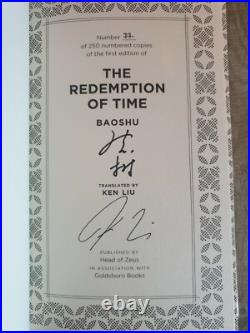 Number
of 250 numbered copies
of the first edition of
THE
REDEMPTION
OF TIME
BAOSHU
TRANSLATED BY
KEN LIU
PUBLISHED BY
Head of Zeus
IN ASSOCIATION WITH
Goldsboro Books